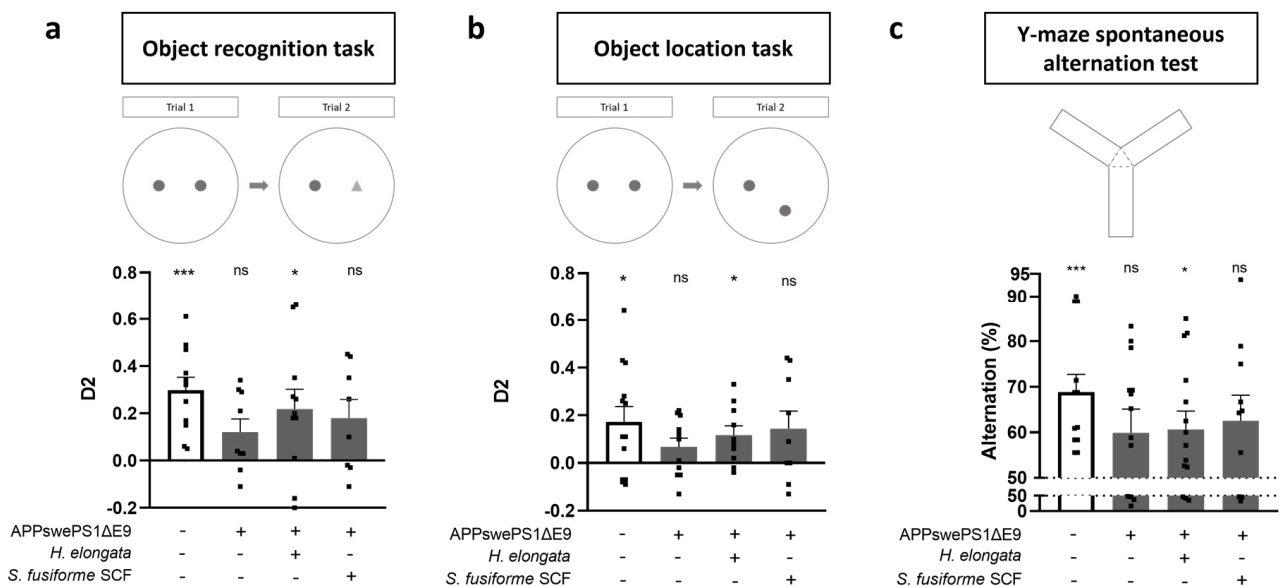 a
Object recognition task
Trial 1
Trial 2
D2
0.8
0.6
0.4
0.2
0.0
-0.2
*** ns * ns
APPswePS1ΔE9 - + + +
H. elongata - - + -
S. fusiforme SCF - - - +
b
Object location task
Trial 1
Trial 2
D2
0.8
0.6
0.4
0.2
0.0
-0.2
* ns * ns
APPswePS1ΔE9 - + + +
H. elongata - - + -
S. fusiforme SCF - - - +
c
Y-maze spontaneous
alternation test
Alternation (%)
95
90
80
70
60
50
50
0
*** ns * ns
APPswePS1ΔE9 - + + +
H. elongata - - + -
S. fusiforme SCF - - - +